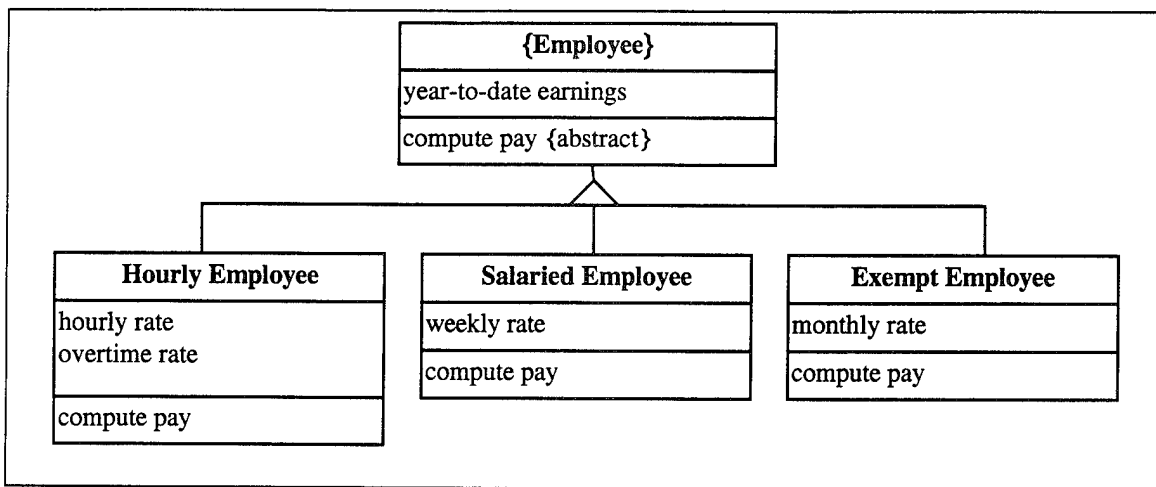 {Employee}
year-to-date earnings
compute pay {abstract}
Hourly Employee
hourly rate
overtime rate
compute pay
Salaried Employee
weekly rate
compute pay
Exempt Employee
monthly rate
compute pay